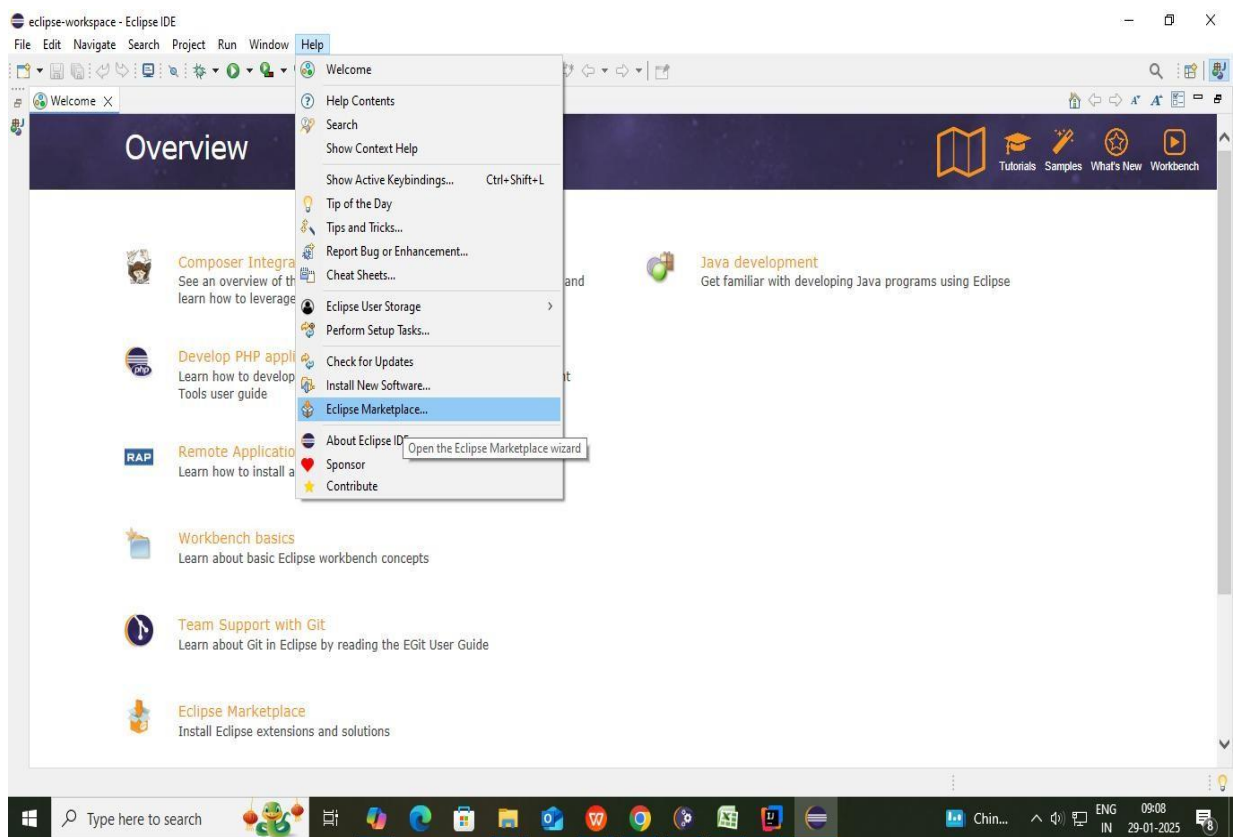 eclipse-workspace - Eclipse IDE
File Edit Navigate Search Project Run Window Help
Welcome
Help Contents
Search
Show Context Help
Show Active Keybindings... Ctrl+Shift+L
Tip of the Day
Tips and Tricks...
Report Bug or Enhancement...
Cheat Sheets...
Eclipse User Storage
Perform Setup Tasks...
Check for Updates
Install New Software...
Eclipse Marketplace...
About Eclipse IDE
Open the Eclipse Marketplace wizard
Sponsor
Contribute
Welcome
Overview
Tutorials Samples What's New Workbench
Composer Integra
See an overview of th and
learn how to leverage
Java development
Get familiar with developing Java programs using Eclipse
php
Develop PHP appli
Learn how to develop nt
Tools user guide
RAP
Remote Applicatio
Learn how to install a
Workbench basics
Learn about basic Eclipse workbench concepts
Team Support with Git
Learn about Git in Eclipse by reading the EGit User Guide
Eclipse Marketplace
Install Eclipse extensions and solutions
Type here to search
Chin...
ENG
IN
09:08
29-01-2025
8